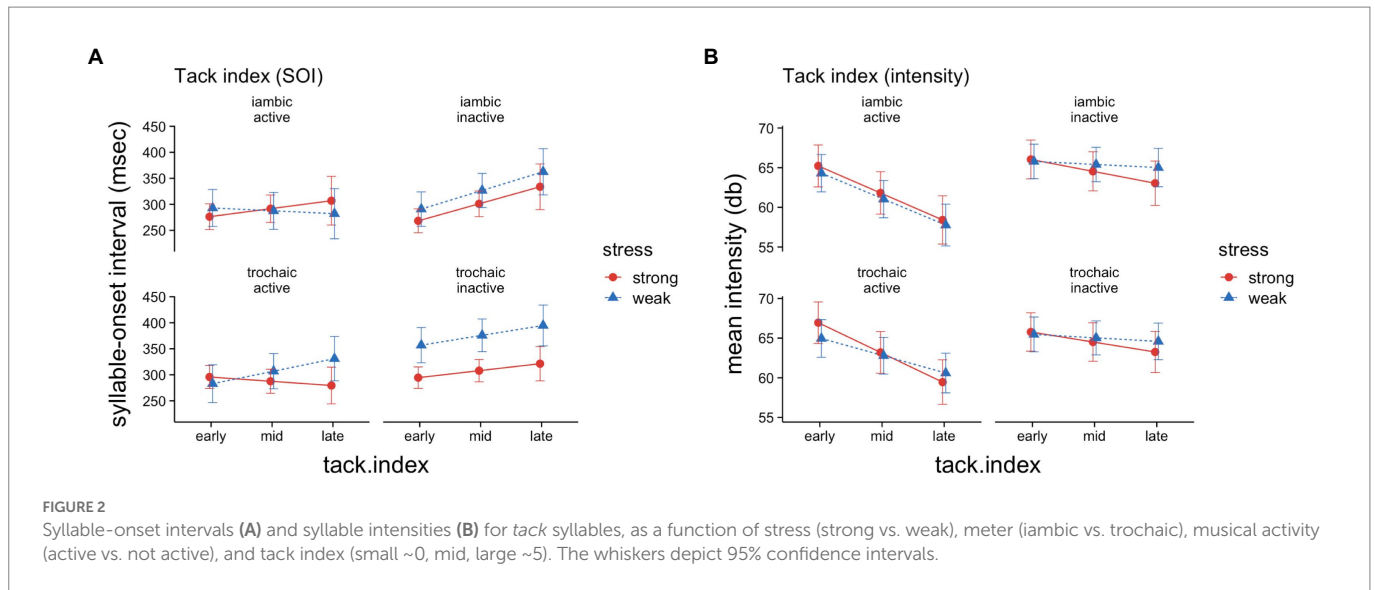 A
Tack index (SOI)
iambic
active
iambic
inactive
syllable-onset interval (msec)
450
400
350
300
250
trochaic
active
trochaic
inactive
450
400
350
300
250
early mid late
early mid late
tack.index
stress
strong
weak
B
Tack index (intensity)
iambic
active
iambic
inactive
mean intensity (db)
70
65
60
55
trochaic
active
trochaic
inactive
70
65
60
55
early mid late
early mid late
tack.index
stress
strong
weak
FIGURE 2
Syllable-onset intervals (A) and syllable intensities (B) for tack syllables, as a function of stress (strong vs. weak), meter (iambic vs. trochaic), musical activity
(active vs. not active), and tack index (small ~0, mid, large ~5). The whiskers depict 95% confidence intervals.